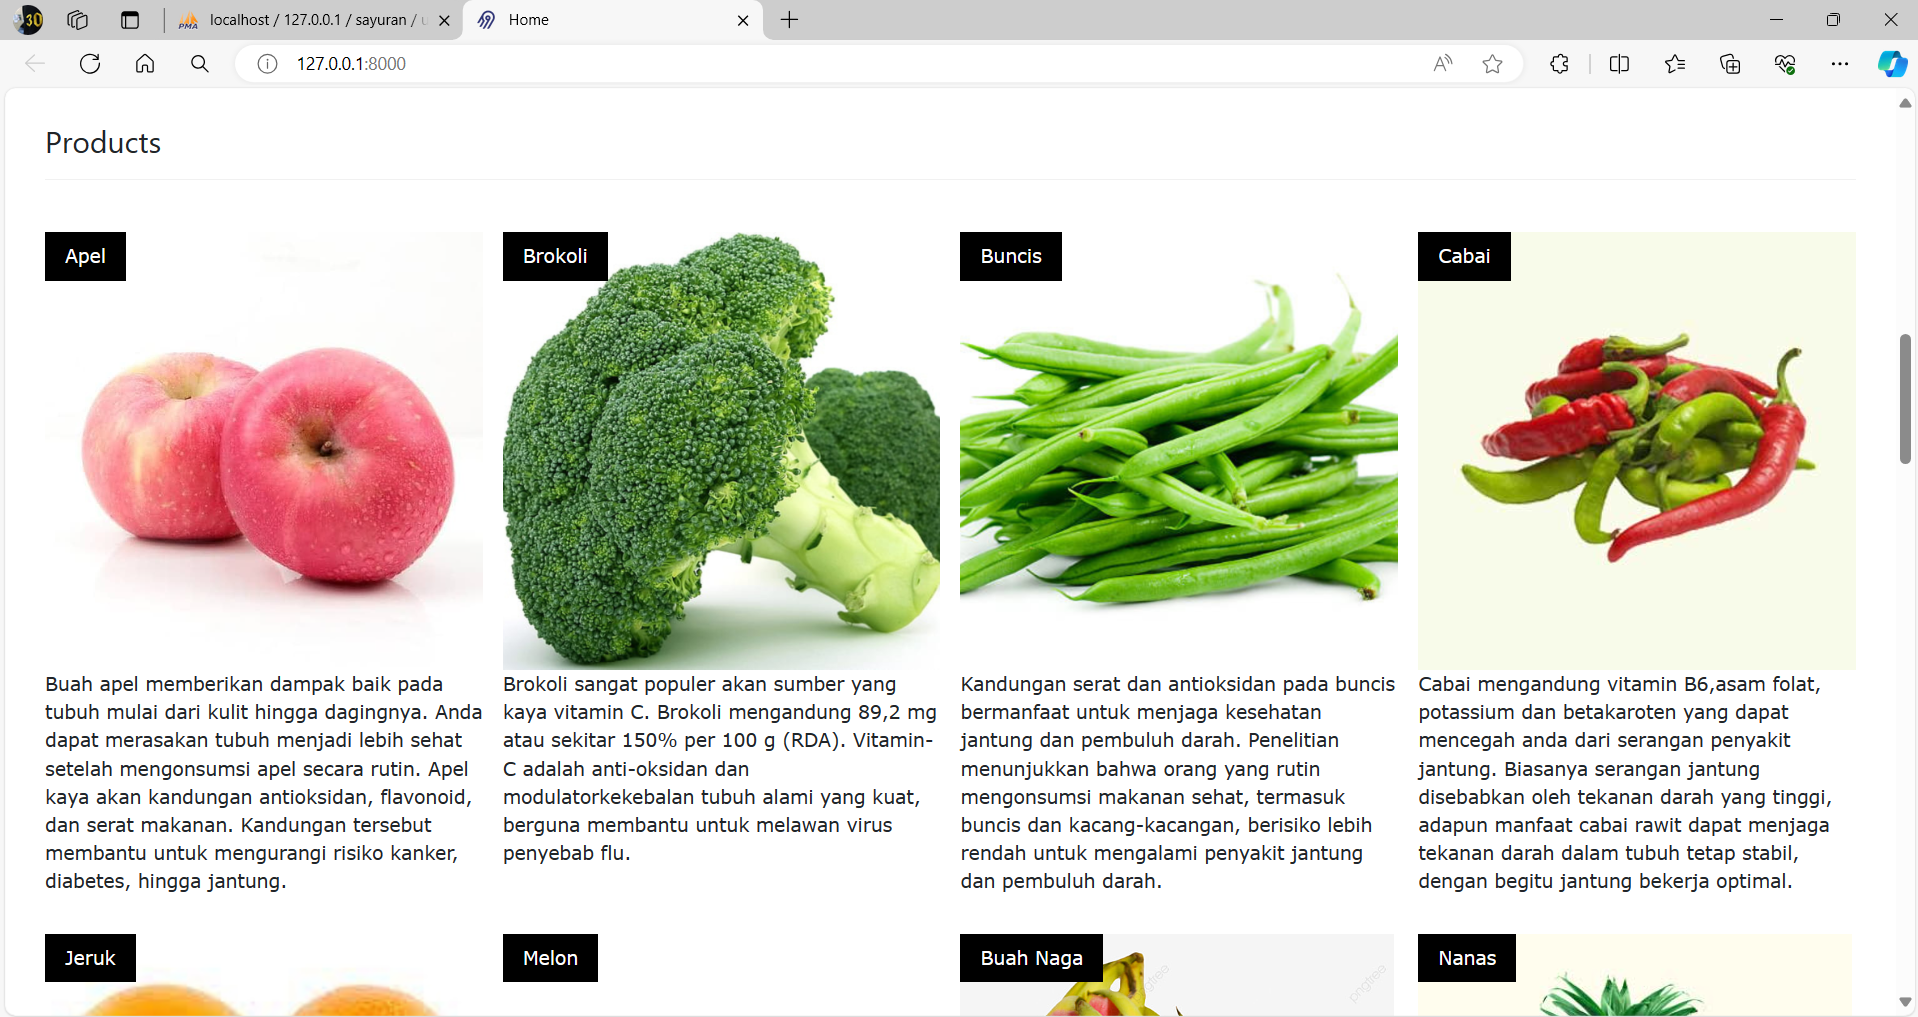 30
PMA
localhost / 127.0.0.1 / sayuran / u
Home
127.0.0.1:8000
Products
Apel
Brokoli
Buncis
Cabai
Buah apel memberikan dampak baik pada
tubuh mulai dari kulit hingga dagingnya. Anda
dapat merasakan tubuh menjadi lebih sehat
setelah mengonsumsi apel secara rutin. Apel
kaya akan kandungan antioksidan, flavonoid,
dan serat makanan. Kandungan tersebut
membantu untuk mengurangi risiko kanker,
diabetes, hingga jantung.
Brokoli sangat populer akan sumber yang
kaya vitamin C. Brokoli mengandung 89,2 mg
atau sekitar 150% per 100 g (RDA). Vitamin-
C adalah anti-oksidan dan
modulatorkekebalan tubuh alami yang kuat,
berguna membantu untuk melawan virus
penyebab flu.
Kandungan serat dan antioksidan pada buncis
bermanfaat untuk menjaga kesehatan
jantung dan pembuluh darah. Penelitian
menunjukkan bahwa orang yang rutin
mengonsumsi makanan sehat, termasuk
buncis dan kacang-kacangan, berisiko lebih
rendah untuk mengalami penyakit jantung
dan pembuluh darah.
Cabai mengandung vitamin B6,asam folat,
potassium dan betakaroten yang dapat
mencegah anda dari serangan penyakit
jantung. Biasanya serangan jantung
disebabkan oleh tekanan darah yang tinggi,
adapun manfaat cabai rawit dapat menjaga
tekanan darah dalam tubuh tetap stabil,
dengan begitu jantung bekerja optimal.
Jeruk
Melon
Buah Naga
pngtree
Nanas